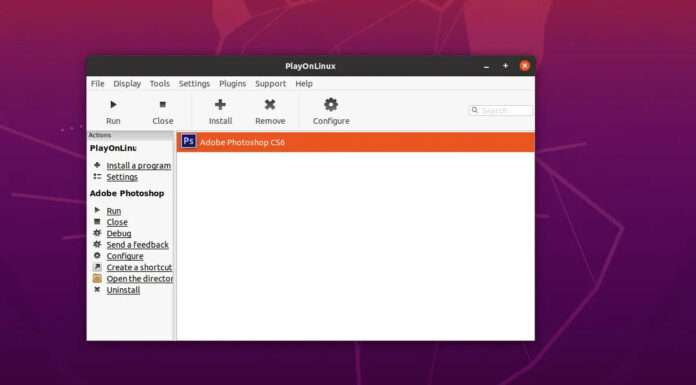 PlayOnLinux
File Display Tools Settings Plugins Support Help
Run Close Install Remove Configure
Search
Actions
PlayOnLinu
Install a program
Settings
Adobe Photoshop
Run
Close
Debug
Send a feedback
Configure
Create a shortcut
Open the director
Uninstall
Ps Adobe Photoshop CS6